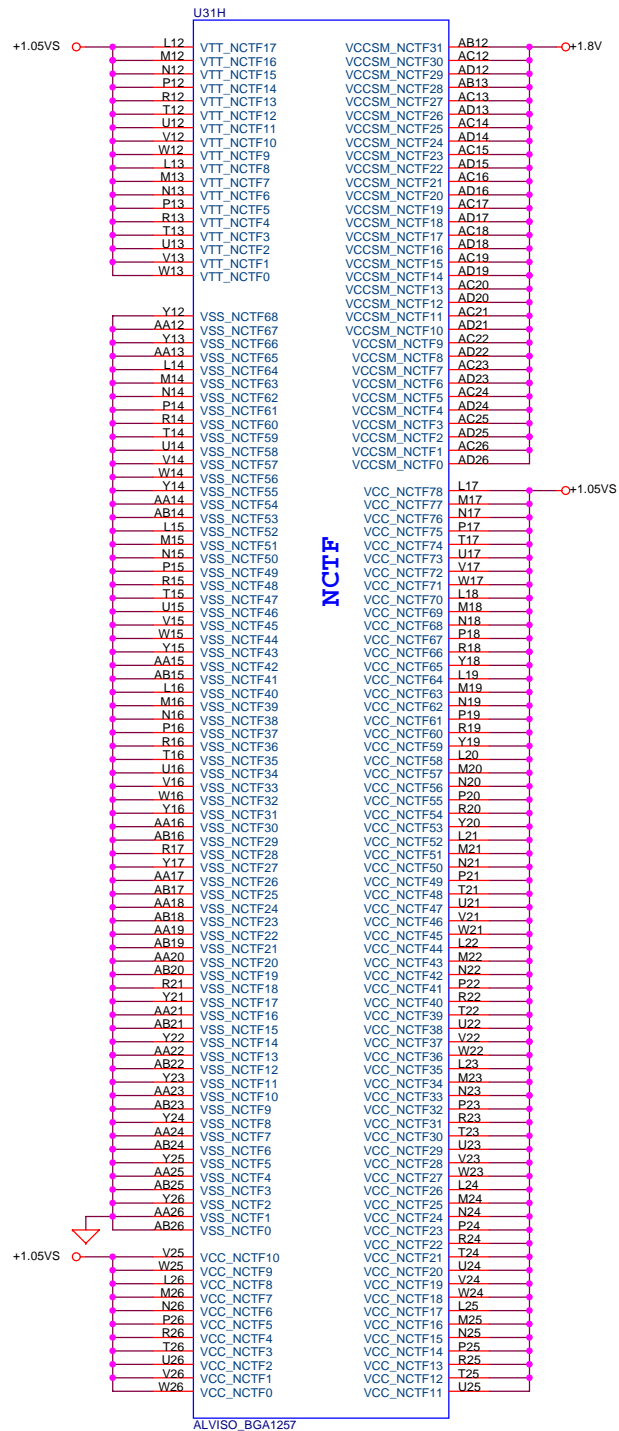 U31H
+1.05VS
L12 VTT_NCTF17
M12 VTT_NCTF16
N12 VTT_NCTF15
P12 VTT_NCTF14
R12 VTT_NCTF13
T12 VTT_NCTF12
U12 VTT_NCTF11
V12 VTT_NCTF10
W12 VTT_NCTF9
L13 VTT_NCTF8
M13 VTT_NCTF7
N13 VTT_NCTF6
P13 VTT_NCTF5
R13 VTT_NCTF4
T13 VTT_NCTF3
U13 VTT_NCTF2
V13 VTT_NCTF1
W13 VTT_NCTF0
Y12 VSS_NCTF68
AA12 VSS_NCTF67
Y13 VSS_NCTF66
AA13 VSS_NCTF65
L14 VSS_NCTF64
M14 VSS_NCTF63
N14 VSS_NCTF62
P14 VSS_NCTF61
R14 VSS_NCTF60
T14 VSS_NCTF59
U14 VSS_NCTF58
V14 VSS_NCTF57
W14 VSS_NCTF56
Y14 VSS_NCTF55
AA14 VSS_NCTF54
AB14 VSS_NCTF53
L15 VSS_NCTF52
M15 VSS_NCTF51
N15 VSS_NCTF50
P15 VSS_NCTF49
R15 VSS_NCTF48
T15 VSS_NCTF47
U15 VSS_NCTF46
V15 VSS_NCTF45
W15 VSS_NCTF44
Y15 VSS_NCTF43
AA15 VSS_NCTF42
AB15 VSS_NCTF41
L16 VSS_NCTF40
M16 VSS_NCTF39
N16 VSS_NCTF38
P16 VSS_NCTF37
R16 VSS_NCTF36
T16 VSS_NCTF35
U16 VSS_NCTF34
V16 VSS_NCTF33
W16 VSS_NCTF32
Y16 VSS_NCTF31
AA16 VSS_NCTF30
AB16 VSS_NCTF29
R17 VSS_NCTF28
Y17 VSS_NCTF27
AA17 VSS_NCTF26
AB17 VSS_NCTF25
AA18 VSS_NCTF24
AB18 VSS_NCTF23
AA19 VSS_NCTF22
AB19 VSS_NCTF21
AA20 VSS_NCTF20
AB20 VSS_NCTF19
R21 VSS_NCTF18
Y21 VSS_NCTF17
AA21 VSS_NCTF16
AB21 VSS_NCTF15
Y22 VSS_NCTF14
AA22 VSS_NCTF13
AB22 VSS_NCTF12
Y23 VSS_NCTF11
AA23 VSS_NCTF10
AB23 VSS_NCTF9
Y24 VSS_NCTF8
AA24 VSS_NCTF7
AB24 VSS_NCTF6
Y25 VSS_NCTF5
AA25 VSS_NCTF4
AB25 VSS_NCTF3
Y26 VSS_NCTF2
AA26 VSS_NCTF1
AB26 VSS_NCTF0
+1.05VS
V25 VCC_NCTF10
W25 VCC_NCTF9
L26 VCC_NCTF8
M26 VCC_NCTF7
N26 VCC_NCTF6
P26 VCC_NCTF5
R26 VCC_NCTF4
T26 VCC_NCTF3
U26 VCC_NCTF2
V26 VCC_NCTF1
W26 VCC_NCTF0
NCTF
VCCSM_NCTF31 AB12
+1.8V
VCCSM_NCTF30 AC12
VCCSM_NCTF29 AD12
VCCSM_NCTF28 AB13
VCCSM_NCTF27 AC13
VCCSM_NCTF26 AD13
VCCSM_NCTF25 AC14
VCCSM_NCTF24 AD14
VCCSM_NCTF23 AC15
VCCSM_NCTF22 AD15
VCCSM_NCTF21 AC16
VCCSM_NCTF20 AD16
VCCSM_NCTF19 AC17
VCCSM_NCTF18 AD17
VCCSM_NCTF17 AC18
VCCSM_NCTF16 AD18
VCCSM_NCTF15 AC19
VCCSM_NCTF14 AD19
VCCSM_NCTF13 AC20
VCCSM_NCTF12 AD20
VCCSM_NCTF11 AC21
VCCSM_NCTF10 AD21
VCCSM_NCTF9 AC22
VCCSM_NCTF8 AD22
VCCSM_NCTF7 AC23
VCCSM_NCTF6 AD23
VCCSM_NCTF5 AC24
VCCSM_NCTF4 AD24
VCCSM_NCTF3 AC25
VCCSM_NCTF2 AD25
VCCSM_NCTF1 AC26
VCCSM_NCTF0 AD26
VCC_NCTF78 L17
+1.05VS
VCC_NCTF77 M17
VCC_NCTF76 N17
VCC_NCTF75 P17
VCC_NCTF74 T17
VCC_NCTF73 U17
VCC_NCTF72 V17
VCC_NCTF71 W17
VCC_NCTF70 L18
VCC_NCTF69 M18
VCC_NCTF68 N18
VCC_NCTF67 P18
VCC_NCTF66 R18
VCC_NCTF65 Y18
VCC_NCTF64 L19
VCC_NCTF63 M19
VCC_NCTF62 N19
VCC_NCTF61 P19
VCC_NCTF60 R19
VCC_NCTF59 Y19
VCC_NCTF58 L20
VCC_NCTF57 M20
VCC_NCTF56 N20
VCC_NCTF55 P20
VCC_NCTF54 R20
VCC_NCTF53 Y20
VCC_NCTF52 L21
VCC_NCTF51 M21
VCC_NCTF50 N21
VCC_NCTF49 P21
VCC_NCTF48 T21
VCC_NCTF47 U21
VCC_NCTF46 V21
VCC_NCTF45 W21
VCC_NCTF44 L22
VCC_NCTF43 M22
VCC_NCTF42 N22
VCC_NCTF41 P22
VCC_NCTF40 R22
VCC_NCTF39 T22
VCC_NCTF38 U22
VCC_NCTF37 V22
VCC_NCTF36 W22
VCC_NCTF35 L23
VCC_NCTF34 M23
VCC_NCTF33 N23
VCC_NCTF32 P23
VCC_NCTF31 R23
VCC_NCTF30 T23
VCC_NCTF29 U23
VCC_NCTF28 V23
VCC_NCTF27 W23
VCC_NCTF26 L24
VCC_NCTF25 M24
VCC_NCTF24 N24
VCC_NCTF23 P24
VCC_NCTF22 R24
VCC_NCTF21 T24
VCC_NCTF20 U24
VCC_NCTF19 V24
VCC_NCTF18 W24
VCC_NCTF17 L25
VCC_NCTF16 M25
VCC_NCTF15 N25
VCC_NCTF14 P25
VCC_NCTF13 R25
VCC_NCTF12 T25
VCC_NCTF11 U25
ALVISO_BGA1257